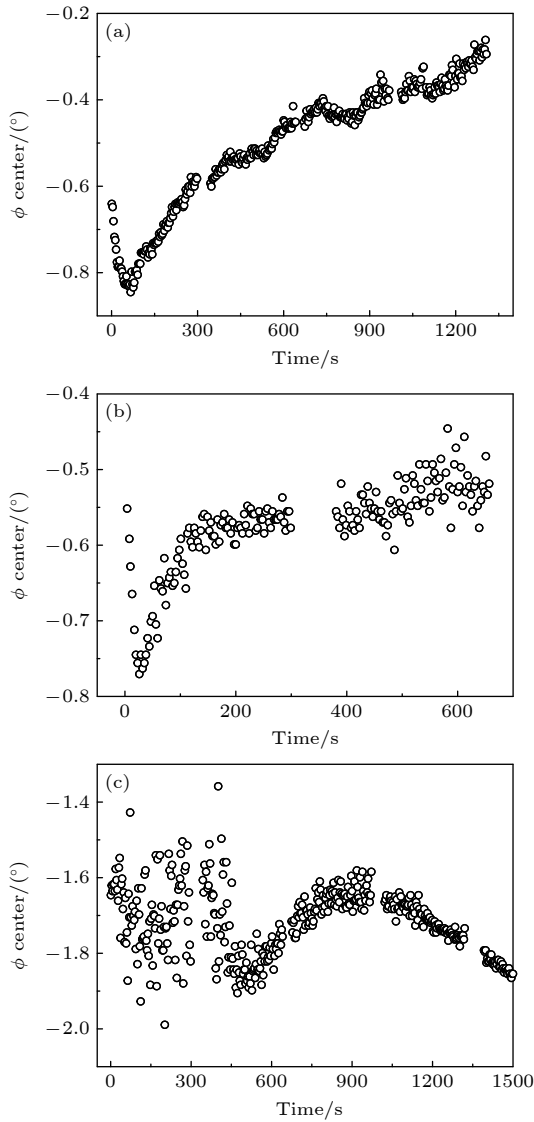 (a)
−0.2
−0.4
−0.6
−0.8
ϕ center/(°)
0 300 600 900 1200
Time/s
(b)
−0.4
−0.5
−0.6
−0.7
−0.8
ϕ center/(°)
0 200 400 600
Time/s
(c)
−1.4
−1.6
−1.8
−2.0
ϕ center/(°)
0 300 600 900 1200 1500
Time/s